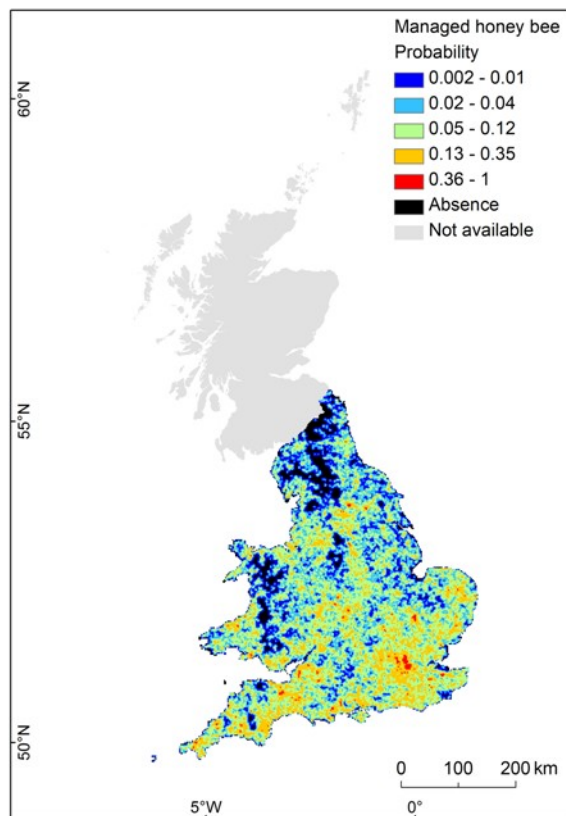 Managed honey bee
Probability
0.002 - 0.01
0.02 - 0.04
0.05 - 0.12
0.13 - 0.35
0.36 - 1
Absence
Not available
60°N
55°N
50°N
0 100 200 km
5°W 0°